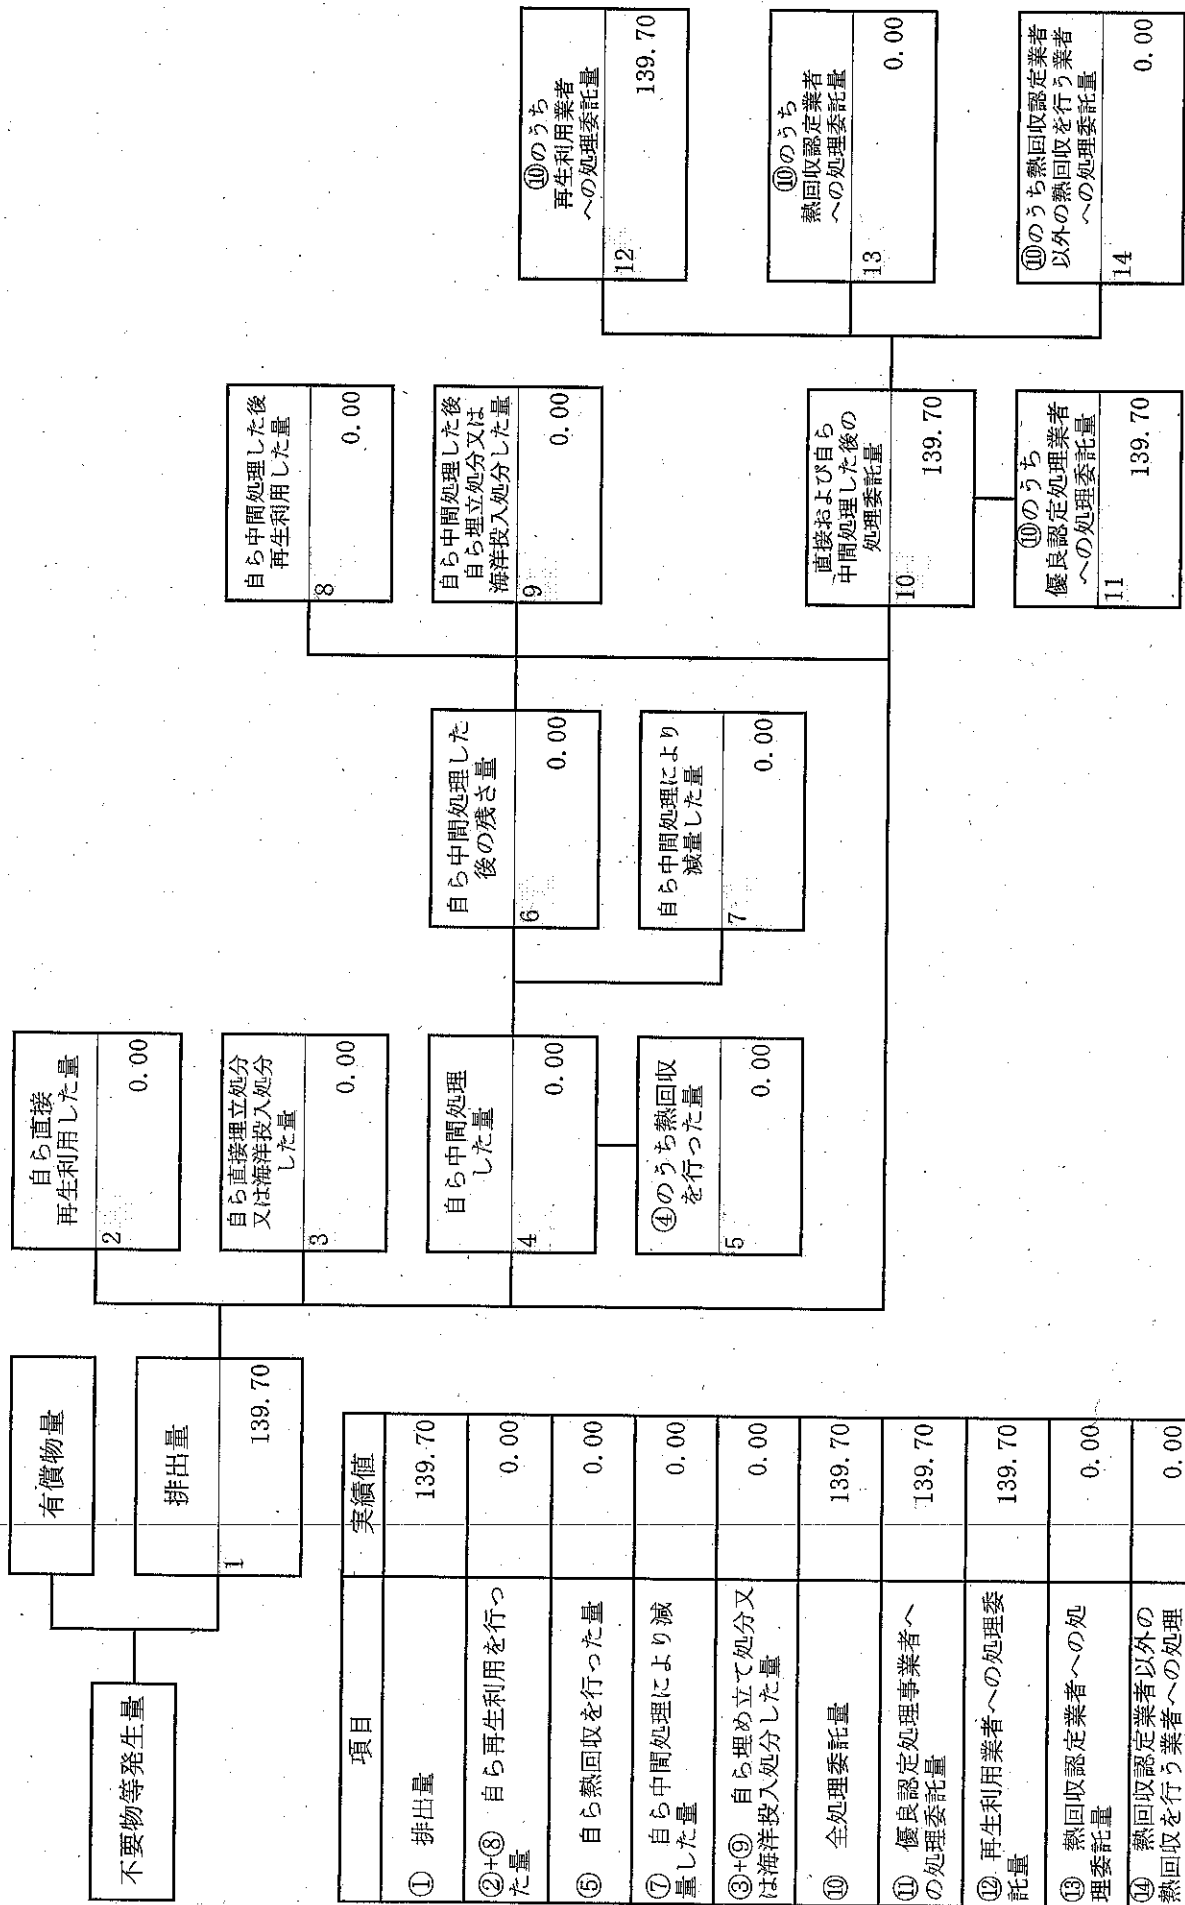 不要物等発生量
有償物量
排出量
1
139.70
自ら直接
再生利用した量
2
0.00
自ら直接埋立処分
又は海洋投入処分
した量
3
0.00
自ら中間処理
した量
4
0.00
④のうち熱回収
を行った量
5
0.00
自ら中間処理した
後の残さ量
6
0.00
自ら中間処理により
減量した量
7
0.00
自ら中間処理した後
再生利用した量
8
0.00
自ら中間処理した後
自ら埋立処分又は
海洋投入処分した量
9
0.00
直接および自ら
中間処理した後の
処理委託量
10
139.70
⑩のうち
優良認定処理業者
への処理委託量
11
139.70
⑩のうち
再生利用業者
への処理委託量
12
139.70
⑩のうち
熱回収認定業者
への処理委託量
13
0.00
⑩のうち熱回収認定業者
以外の熱回収を行う業者
への処理委託量
14
0.00
項目 実績値
① 排出量 139.70
②+⑧ 自ら再生利用を行っ
た量 0.00
⑤ 自ら熱回収を行った量 0.00
⑦ 自ら中間処理により減
量した量 0.00
③+⑨ 自ら埋め立て処分又
は海洋投入処分した量 0.00
⑩ 全処理委託量 139.70
⑪ 優良認定処理事業者へ
の処理委託量 139.70
⑫ 再生利用業者への処理委
託量 139.70
⑬ 熱回収認定業者への処
理委託量 0.00
⑭ 熱回収認定業者以外の
熱回収を行う業者への処理 0.00